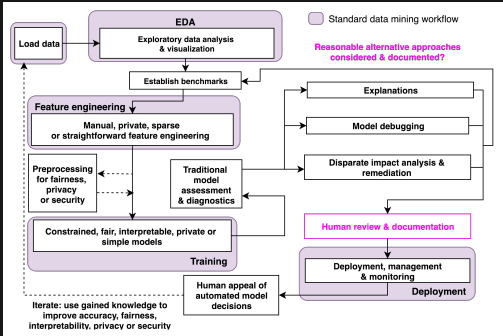 EDA
Standard data mining workflow
Load data
Exploratory data analysis
& visualization
Reasonable alternative approaches
considered & documented?
Establish benchmarks
Explanations
Feature engineering
Manual, private, sparse
or straightforward feature engineering
Model debugging
Preprocessing
for fairness,
privacy
or security
Traditional
model
assessment
& diagnostics
Disparate impact analysis &
remediation
Constrained, fair, interpretable, private or
simple models
Training
Human review & documentation
Deployment, management
& monitoring
Deployment
Human appeal of
automated model
decisions
Iterate: use gained knowledge to
improve accuracy, fairness,
interpretability, privacy or security